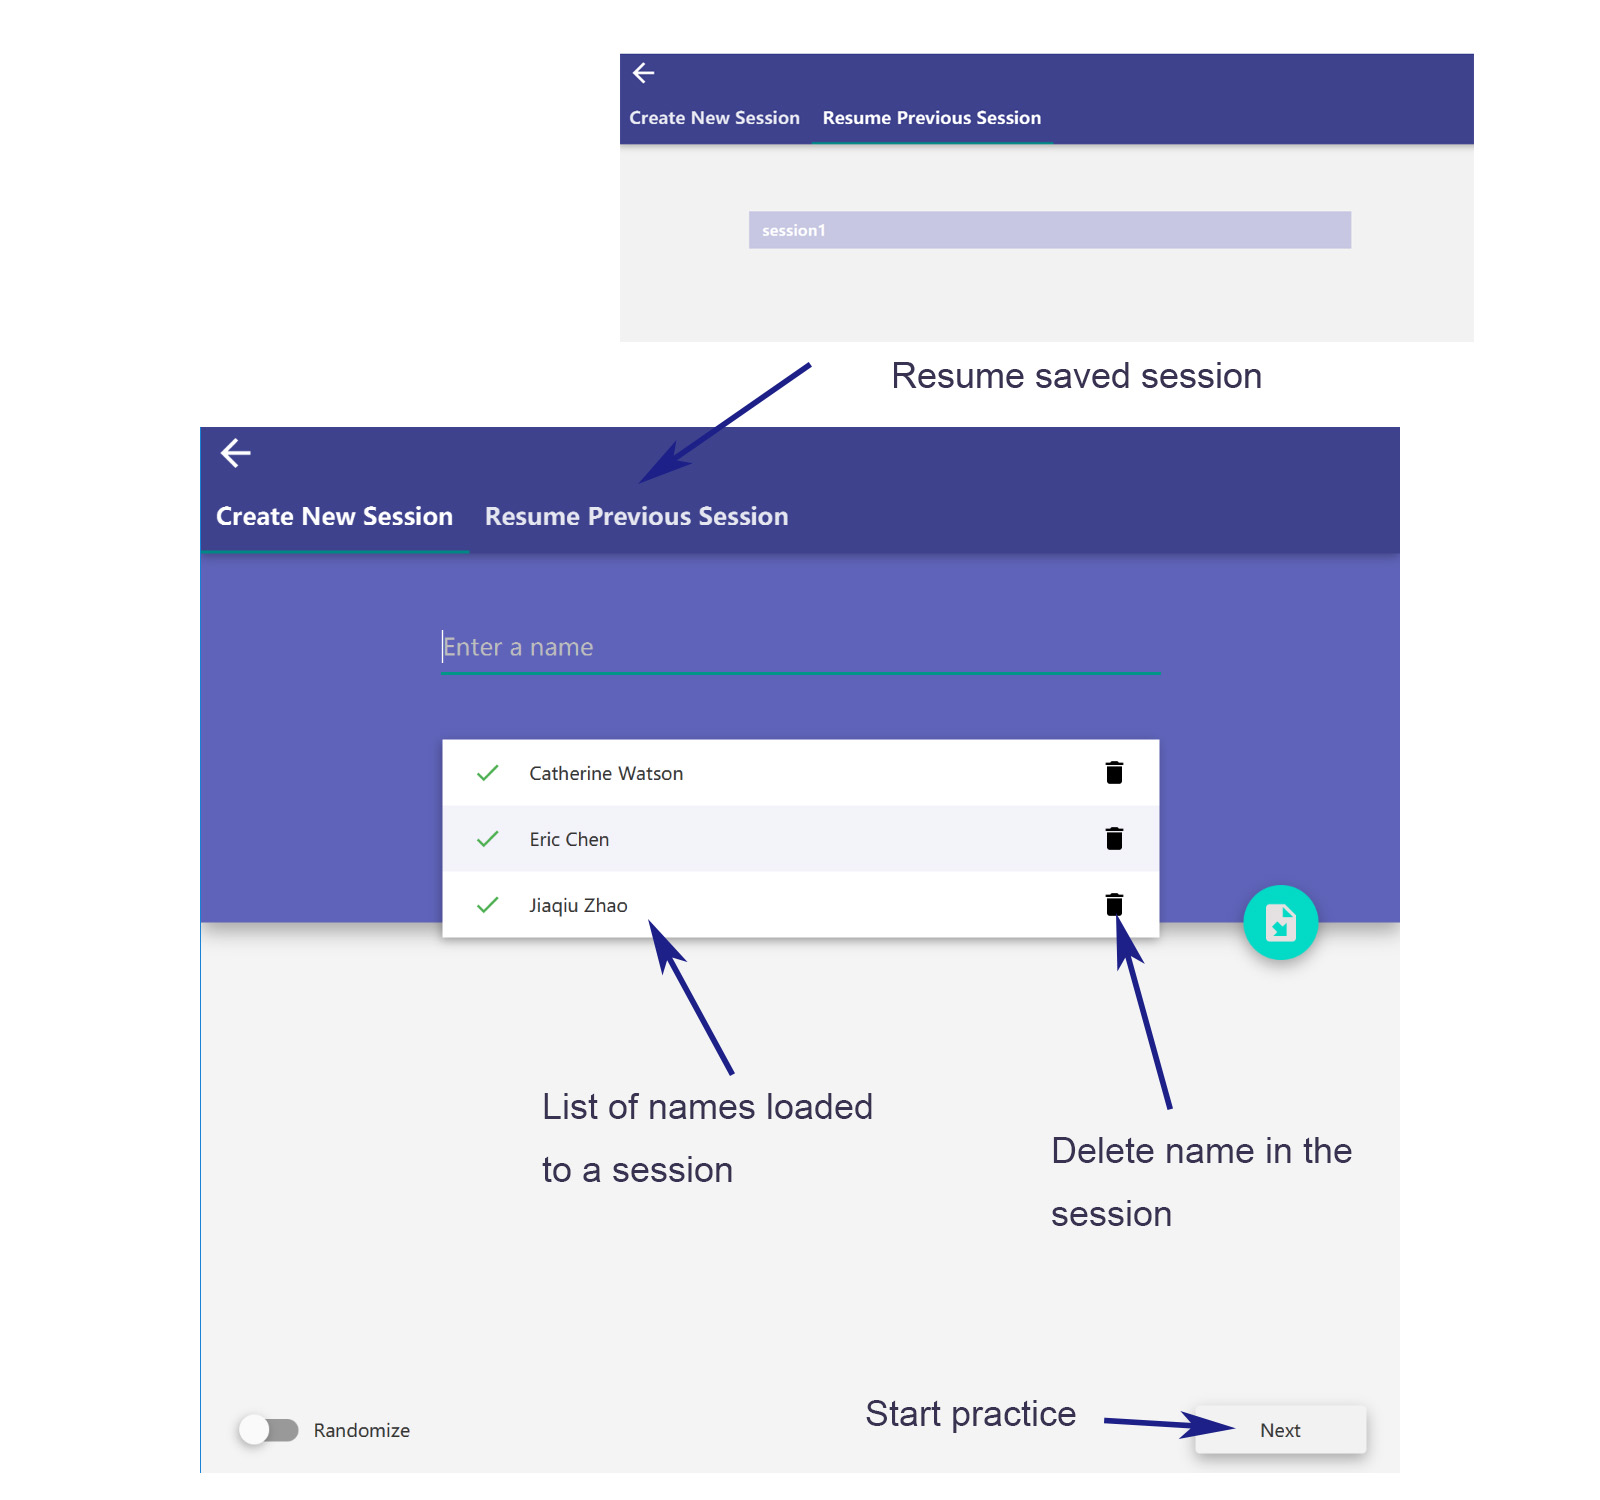 Create New Session Resume Previous Session
session1
Resume saved session
Create New Session Resume Previous Session
Enter a name
Catherine Watson
Eric Chen
Jiaqiu Zhao
List of names loaded
to a session
Delete name in the
session
Start practice
Randomize
Next